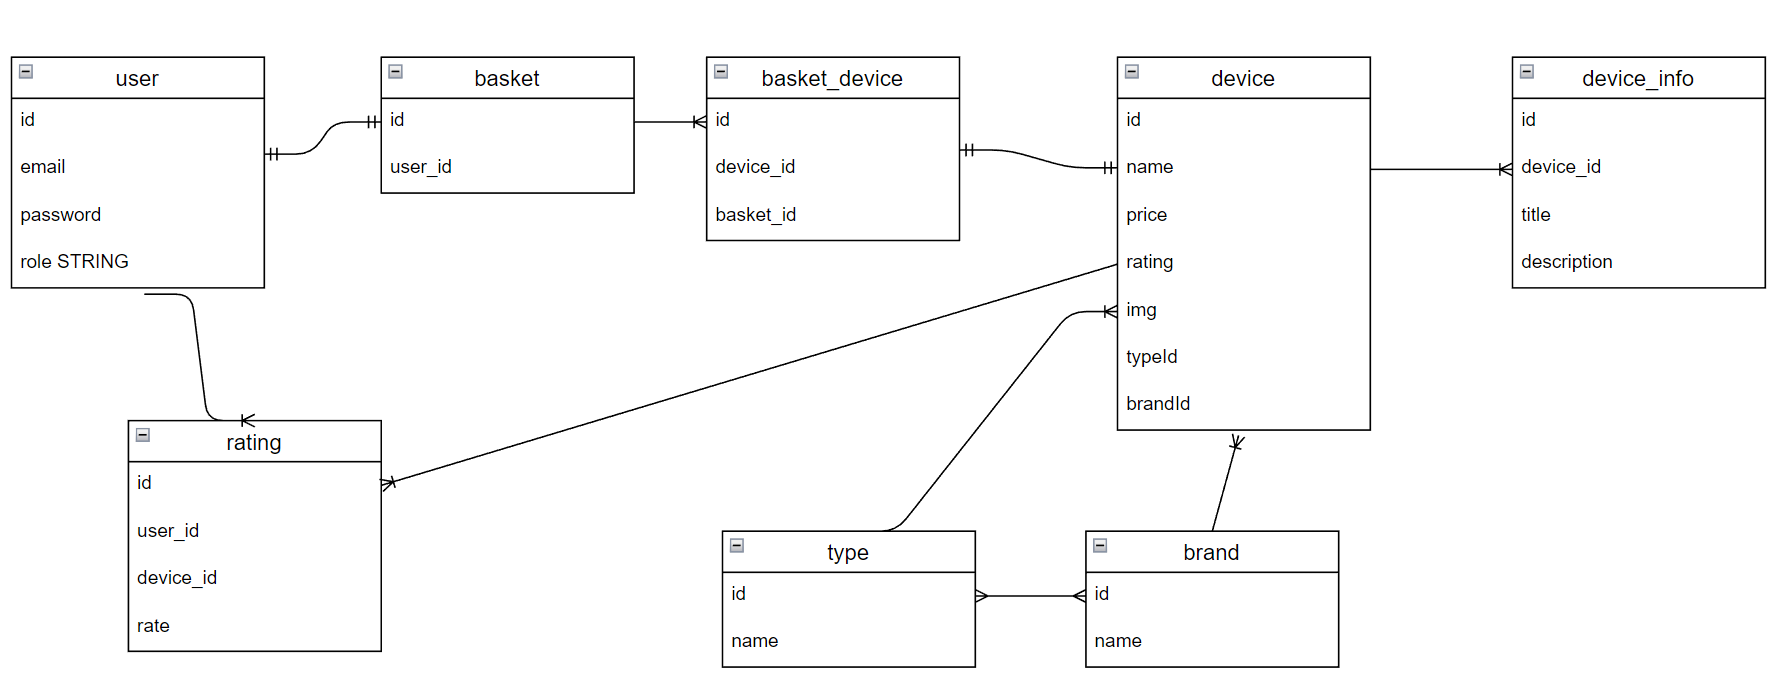 user
id
email
password
role STRING
basket
id
user_id
basket_device
id
device_id
basket_id
device
id
name
price
rating
img
typeId
brandId
device_info
id
device_id
title
description
rating
id
user_id
device_id
rate
type
id
name
brand
id
name